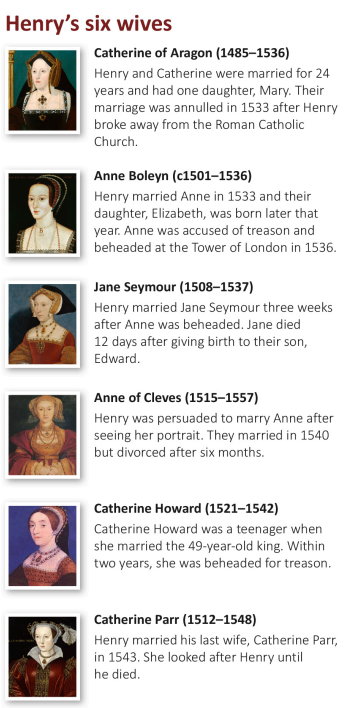 Henry’s six wives
Catherine of Aragon (1485–1536)
Henry and Catherine were married for 24
years and had one daughter, Mary. Their
marriage was annulled in 1533 after Henry
broke away from the Roman Catholic
Church.
Anne Boleyn (c1501–1536)
Henry married Anne in 1533 and their
daughter, Elizabeth, was born later that
year. Anne was accused of treason and
beheaded at the Tower of London in 1536.
Jane Seymour (1508–1537)
Henry married Jane Seymour three weeks
after Anne was beheaded. Jane died
12 days after giving birth to their son,
Edward.
Anne of Cleves (1515–1557)
Henry was persuaded to marry Anne after
seeing her portrait. They married in 1540
but divorced after six months.
Catherine Howard (1521–1542)
Catherine Howard was a teenager when
she married the 49-year-old king. Within
two years, she was beheaded for treason.
Catherine Parr (1512–1548)
Henry married his last wife, Catherine Parr,
in 1543. She looked after Henry until
he died.